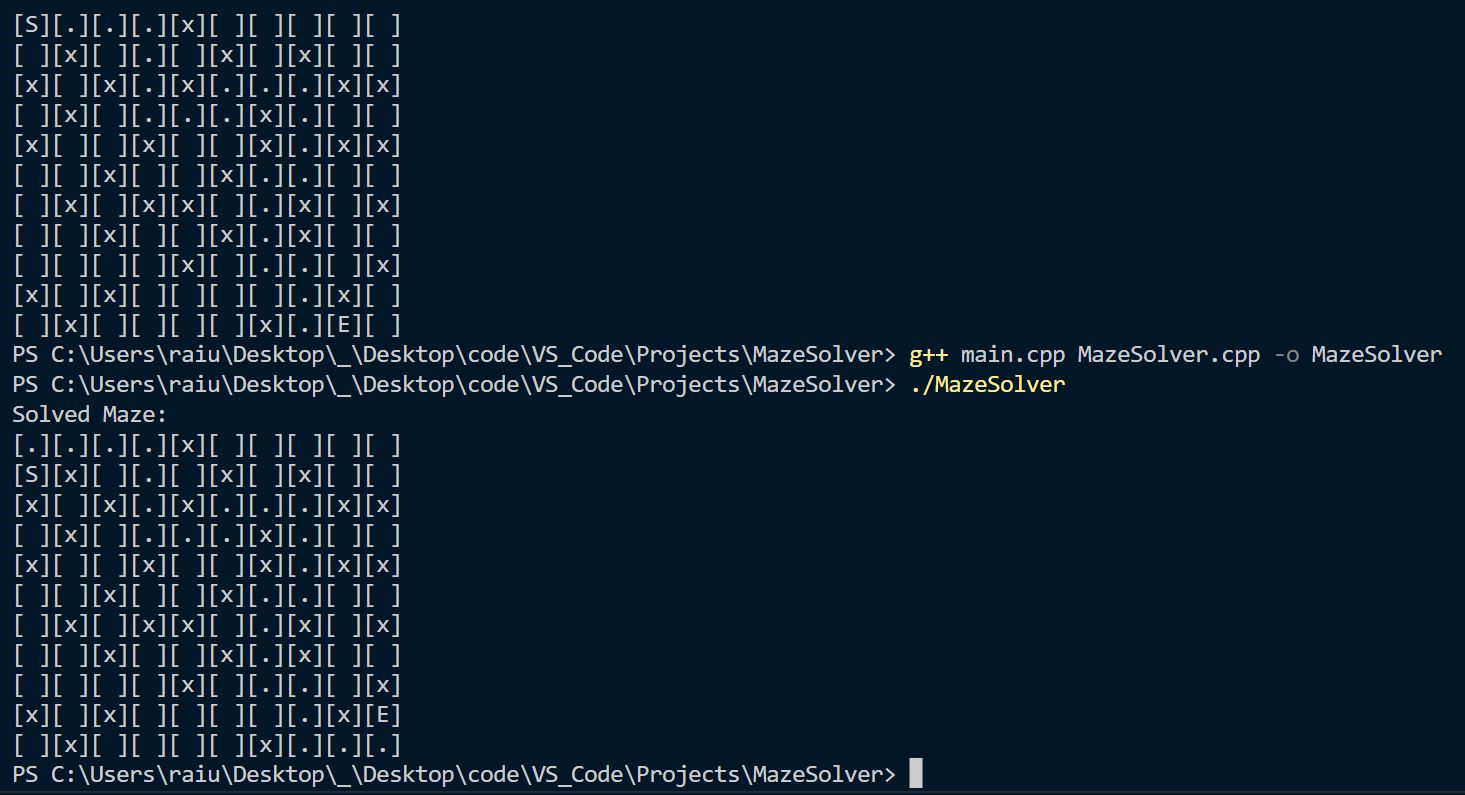 [S][.][.][.][x][ ][ ][ ][ ][ ]
[ ][x][ ][.][ ][x][ ][x][ ][ ]
[x][ ][x][.][x][.][.][.][x][x]
[ ][x][ ][.][.][.][x][.][ ][ ]
[x][ ][ ][x][ ][ ][x][.][x][x]
[ ][ ][x][ ][ ][x][.][.][ ][ ]
[ ][x][ ][x][x][ ][.][x][ ][x]
[ ][ ][x][ ][ ][x][.][x][ ][ ]
[ ][ ][ ][ ][x][ ][.][.][ ][x]
[x][ ][x][ ][ ][ ][ ][.][x][ ]
[ ][x][ ][ ][ ][ ][x][.][E][ ]
PS C:\Users\raiu\Desktop\_\Desktop\code\VS_Code\Projects\MazeSolver> g++ main.cpp MazeSolver.cpp -o MazeSolver
PS C:\Users\raiu\Desktop\_\Desktop\code\VS_Code\Projects\MazeSolver> ./MazeSolver
Solved Maze:
[.][.][.][.][x][ ][ ][ ][ ][ ]
[S][x][ ][.][ ][x][ ][x][ ][ ]
[x][ ][x][.][x][.][.][.][x][x]
[ ][x][ ][.][.][.][x][.][ ][ ]
[x][ ][ ][x][ ][ ][x][.][x][x]
[ ][ ][x][ ][ ][x][.][.][ ][ ]
[ ][x][ ][x][x][ ][.][x][ ][x]
[ ][ ][x][ ][ ][x][.][x][ ][ ]
[ ][ ][ ][ ][x][ ][.][.][ ][x]
[x][ ][x][ ][ ][ ][ ][.][x][E]
[ ][x][ ][ ][ ][ ][x][.][.][.]
PS C:\Users\raiu\Desktop\_\Desktop\code\VS_Code\Projects\MazeSolver>